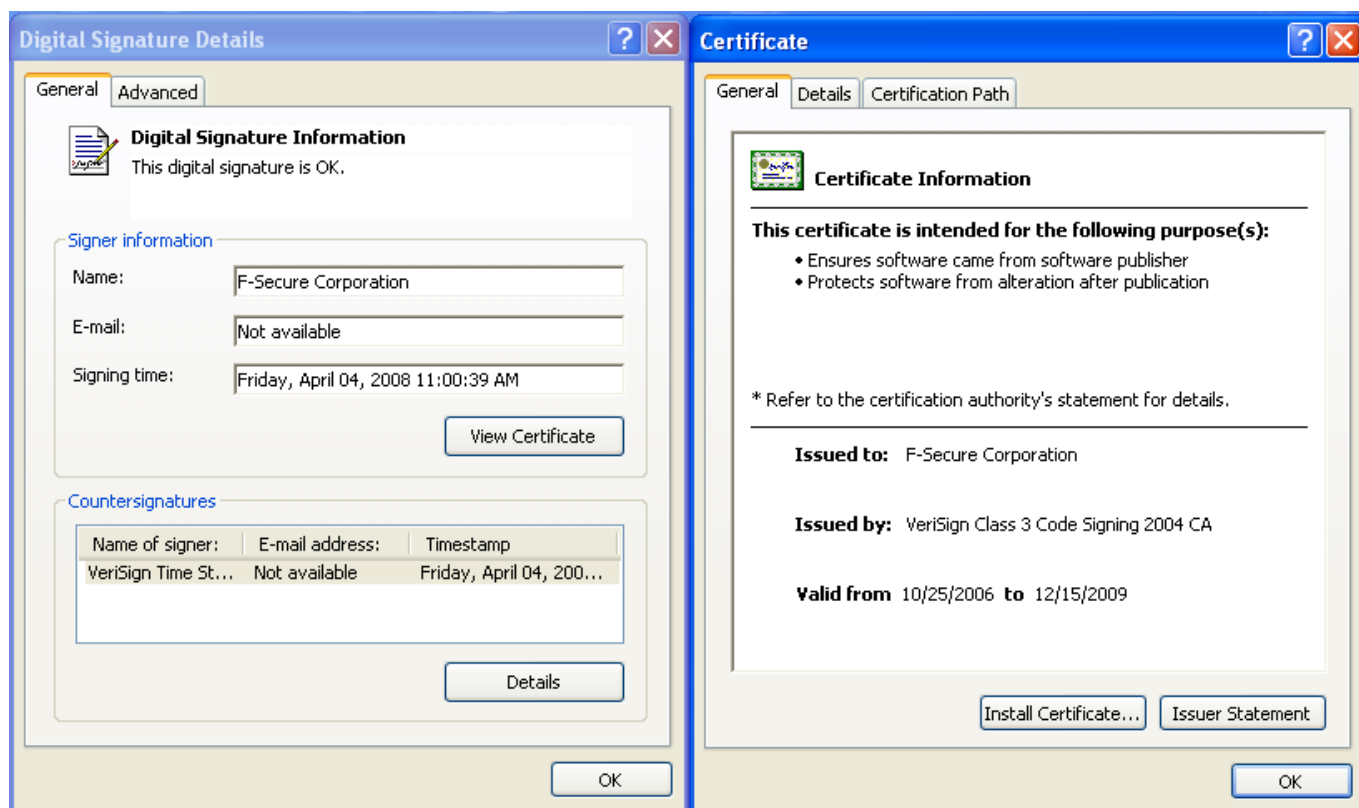 Digital Signature Details
General
Advanced
Digital Signature Information
This digital signature is OK.
Signer information
Name:
F-Secure Corporation
E-mail:
Not available
Signing time:
Friday, April 04, 2008 11:00:39 AM
View Certificate
Countersignatures
Name of signer: E-mail address: Timestamp
VeriSign Time St... Not available Friday, April 04, 200...
Details
OK
Certificate
General
Details
Certification Path
Certificate Information
This certificate is intended for the following purpose(s):
• Ensures software came from software publisher
• Protects software from alteration after publication
* Refer to the certification authority's statement for details.
Issued to: F-Secure Corporation
Issued by: VeriSign Class 3 Code Signing 2004 CA
Valid from 10/25/2006 to 12/15/2009
Install Certificate...
Issuer Statement
OK